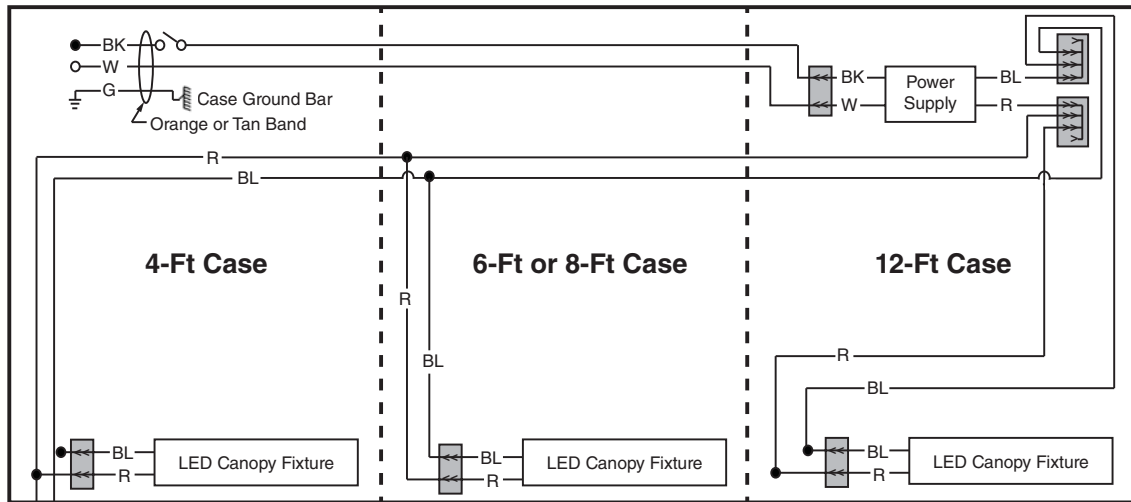 BK
W
G
Case Ground Bar
Orange or Tan Band
BK
W
Power
Supply
BL
R
R
BL
4-Ft Case
6-Ft or 8-Ft Case
12-Ft Case
R
BL
R
BL
BL
R
LED Canopy Fixture
BL
R
LED Canopy Fixture
BL
R
LED Canopy Fixture